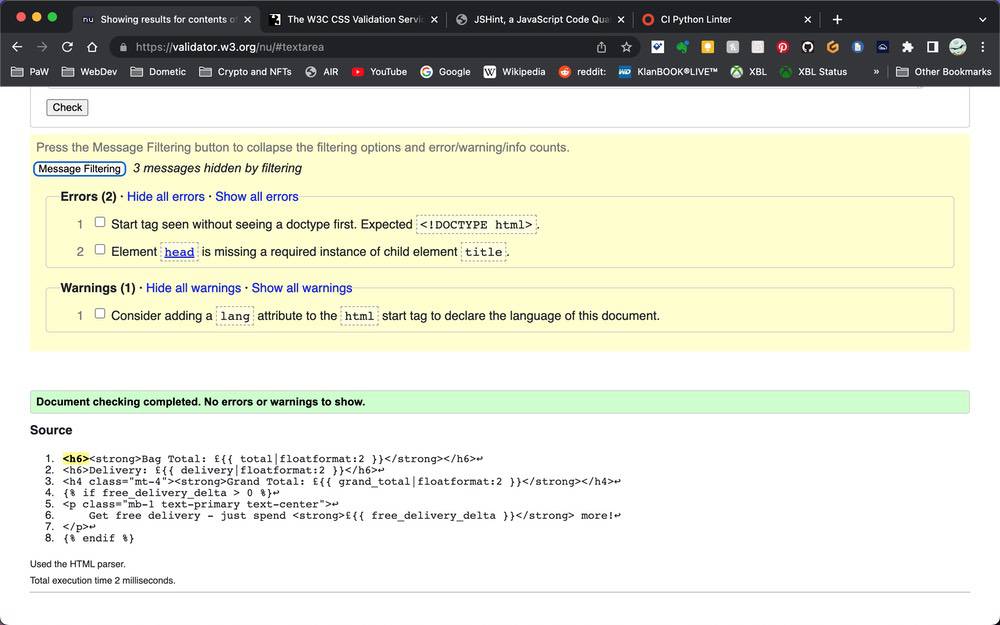 Showing results for contents of
The W3C CSS Validation Servi
JSHint, a JavaScript Code Qua
CI Python Linter
https://validator.w3.org/nu/#textarea
PaW WebDev Dometic Crypto and NFTs AIR YouTube Google Wikipedia reddit: KlanBOOK®LIVE™ XBL XBL Status » Other Bookmarks
Check
Press the Message Filtering button to collapse the filtering options and error/warning/info counts.
Message Filtering 3 messages hidden by filtering
Errors (2) · Hide all errors · Show all errors
1 Start tag seen without seeing a doctype first. Expected <!DOCTYPE html>.
2 Element head is missing a required instance of child element title.
Warnings (1) · Hide all warnings · Show all warnings
1 Consider adding a lang attribute to the html start tag to declare the language of this document.
Document checking completed. No errors or warnings to show.
Source
1. <h6><strong>Bag Total: £{{ total|floatformat:2 }}</strong></h6>↩
2. <h6>Delivery: £{{ delivery|floatformat:2 }}</h6>↩
3. <h4 class="mt-4"><strong>Grand Total: £{{ grand_total|floatformat:2 }}</strong></h4>↩
4. {% if free_delivery_delta > 0 %}↩
5. <p class="mb-1 text-primary text-center">↩
6. Get free delivery - just spend <strong>£{{ free_delivery_delta }}</strong> more!↩
7. </p>↩
8. {% endif %}
Used the HTML parser.
Total execution time 2 milliseconds.